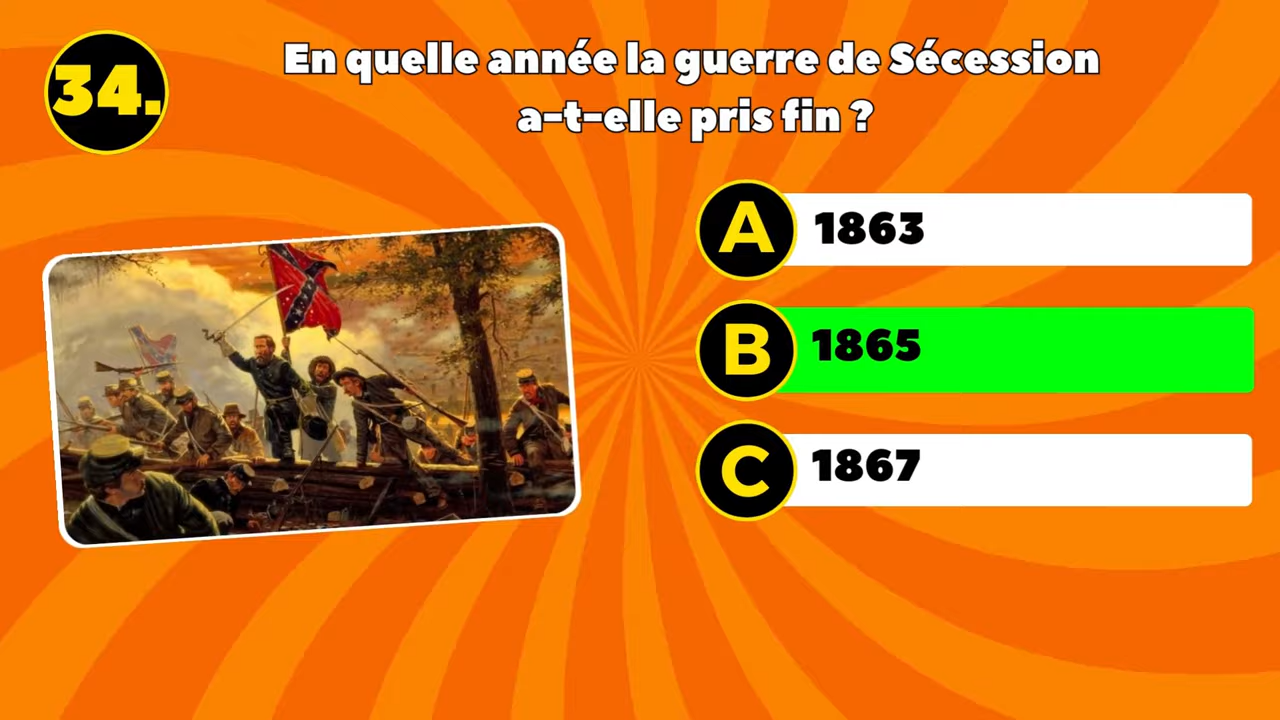 34.
En quelle année la guerre de Sécession
a-t-elle pris fin ?
A 1863
B 1865
C 1867